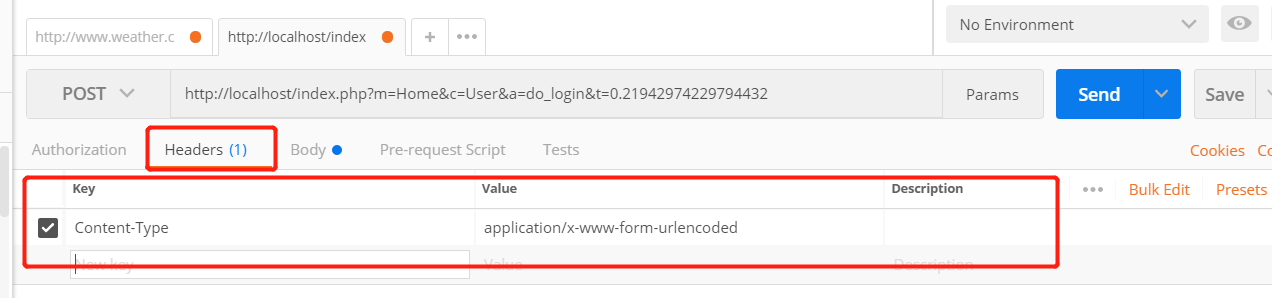 http://www.weather.c
http://localhost/index
+
•••
No Environment
POST
http://localhost/index.php?m=Home&c=User&a=do_login&t=0.21942974229794432
Params
Send
Save
Authorization
Headers (1)
Body
Pre-request Script
Tests
Cookies
Co
Key
Value
Description
•••
Bulk Edit
Presets
Content-Type
application/x-www-form-urlencoded
New key
Value
Description